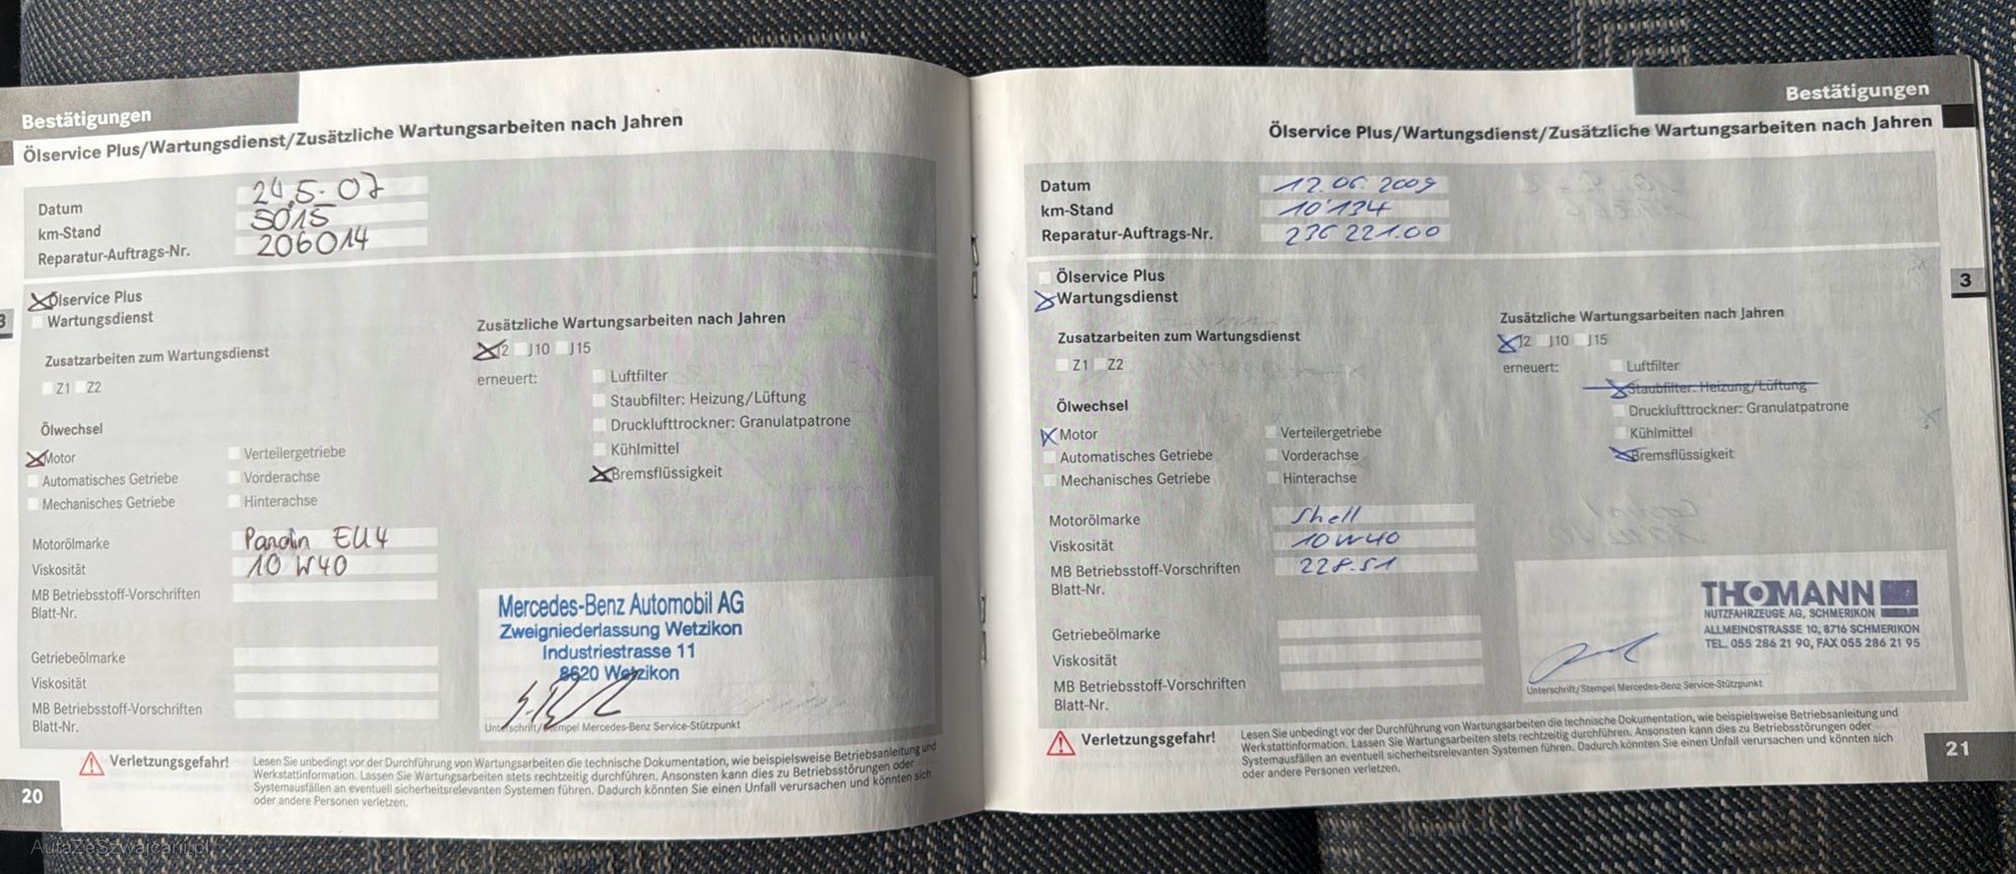 Bestätigungen
Ölservice Plus/Wartungsdienst/Zusätzliche Wartungsarbeiten nach Jahren
Datum 24,5-07
km-Stand 5015
Reparatur-Auftrags-Nr. 206014
Ölservice Plus
Wartungsdienst
Zusatzarbeiten zum Wartungsdienst
Z1 Z2
Ölwechsel
Motor
Automatisches Getriebe
Mechanisches Getriebe
Verteilergetriebe
Vorderachse
Hinterachse
Zusätzliche Wartungsarbeiten nach Jahren
J2 J10 J15
erneuert:
Luftfilter
Staubfilter: Heizung/Lüftung
Drucklufttrockner: Granulatpatrone
Kühlmittel
Bremsflüssigkeit
Motorölmarke Panolin EU4
Viskosität 10 W40
MB Betriebsstoff-Vorschriften
Blatt-Nr.
Getriebeölmarke
Viskosität
MB Betriebsstoff-Vorschriften
Blatt-Nr.
Mercedes-Benz Automobil AG
Zweigniederlassung Wetzikon
Industriestrasse 11
8620 Wetzikon
Unterschrift/Stempel Mercedes-Benz Service-Stützpunkt
Verletzungsgefahr!
Lesen Sie unbedingt vor der Durchführung von Wartungsarbeiten die technische Dokumentation, wie beispielsweise Betriebsanleitung und
Werkstattinformation. Lassen Sie Wartungsarbeiten stets rechtzeitig durchführen. Ansonsten kann dies zu Betriebsstörungen oder
Systemausfällen an eventuell sicherheitsrelevanten Systemen führen. Dadurch könnten Sie einen Unfall verursachen und könnten sich
oder andere Personen verletzen.
20
3
AutaZeSzwajcarii.pl
Bestätigungen
Ölservice Plus/Wartungsdienst/Zusätzliche Wartungsarbeiten nach Jahren
Datum 12.06.2009
km-Stand 10'134
Reparatur-Auftrags-Nr. 236 221.00
Ölservice Plus
Wartungsdienst
Zusatzarbeiten zum Wartungsdienst
Z1 Z2
Ölwechsel
Motor
Automatisches Getriebe
Mechanisches Getriebe
Verteilergetriebe
Vorderachse
Hinterachse
Zusätzliche Wartungsarbeiten nach Jahren
J2 J10 J15
erneuert:
Luftfilter
Staubfilter: Heizung/Lüftung
Drucklufttrockner: Granulatpatrone
Kühlmittel
Bremsflüssigkeit
Motorölmarke Shell
Viskosität 10W40
MB Betriebsstoff-Vorschriften 228.51
Blatt-Nr.
Getriebeölmarke
Viskosität
MB Betriebsstoff-Vorschriften
Blatt-Nr.
THOMANN
NUTZFAHRZEUGE AG, SCHMERIKON
ALLMEINDSTRASSE 10, 8716 SCHMERIKON
TEL. 055 286 21 90, FAX 055 286 21 95
Unterschrift/Stempel Mercedes-Benz Service-Stützpunkt
Verletzungsgefahr!
Lesen Sie unbedingt vor der Durchführung von Wartungsarbeiten die technische Dokumentation, wie beispielsweise Betriebsanleitung und
Werkstattinformation. Lassen Sie Wartungsarbeiten stets rechtzeitig durchführen. Ansonsten kann dies zu Betriebsstörungen oder
Systemausfällen an eventuell sicherheitsrelevanten Systemen führen. Dadurch könnten Sie einen Unfall verursachen und könnten sich
oder andere Personen verletzen.
3
21